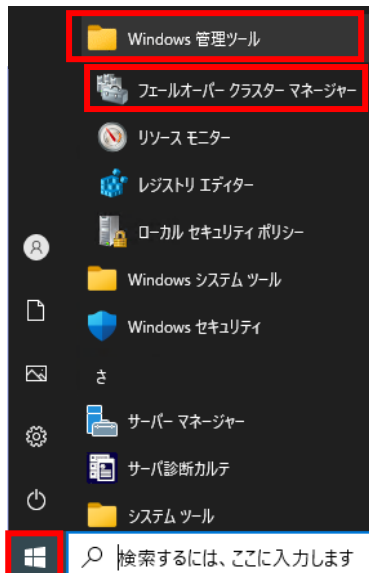 Windows 管理ツール
フェールオーバー クラスター マネージャー
リソース モニター
レジストリ エディター
ローカル セキュリティ ポリシー
Windows システム ツール
Windows セキュリティ
さ
サーバー マネージャー
サーバ診断カルテ
システム ツール
検索するには、ここに入力します